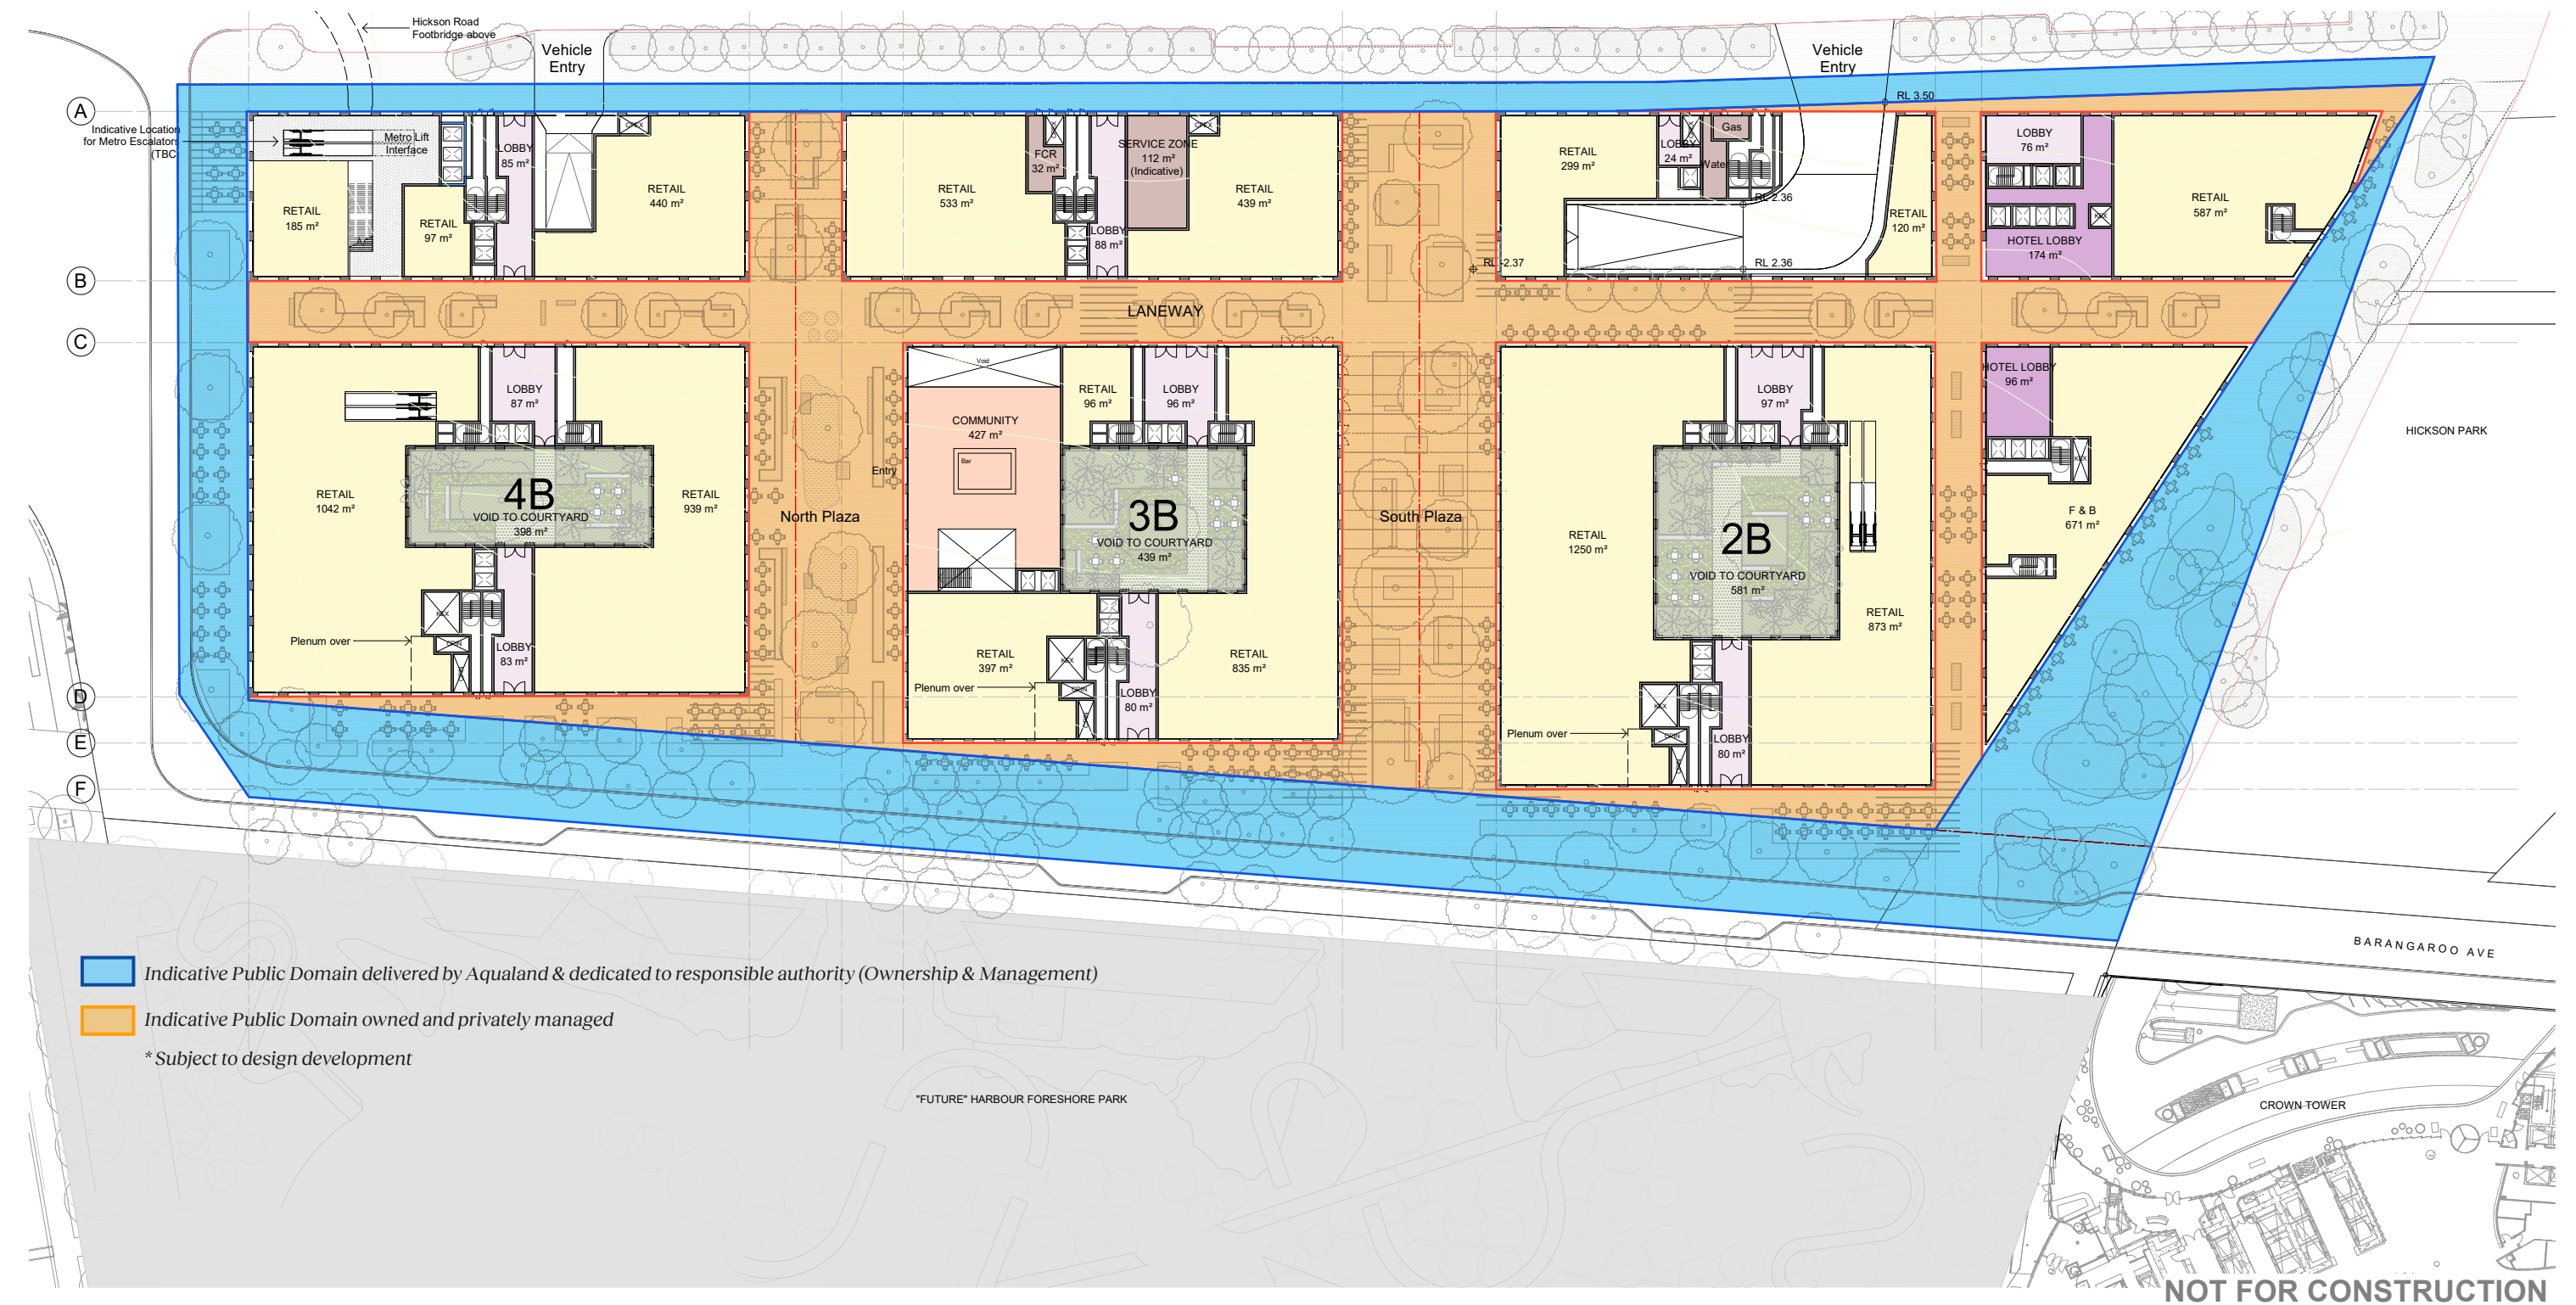 Hickson Road
Footbridge above
Vehicle
Entry
Vehicle
Entry
A
RL 3.50
Indicative Location
for Metro Escalators
(TBC)
Metro Lift
Interface
LOBBY
85 m²
RETAIL
185 m²
RETAIL
97 m²
RETAIL
440 m²
RETAIL
533 m²
FCR
32 m²
SERVICE ZONE
112 m²
(Indicative)
LOBBY
88 m²
RETAIL
439 m²
RETAIL
299 m²
LOBBY
24 m²
Gas
Water
RL 2.36
RETAIL
120 m²
LOBBY
76 m²
KEX
HOTEL LOBBY
174 m²
RETAIL
587 m²
RL 2.36
RL -2.37
B
LANEWAY
C
LOBBY
87 m²
RETAIL
1042 m²
4B
VOID TO COURTYARD
398 m²
RETAIL
939 m²
KEX
Plenum over
LOBBY
83 m²
North Plaza
Entry
Void
COMMUNITY
427 m²
Bar
RETAIL
96 m²
LOBBY
96 m²
3B
VOID TO COURTYARD
439 m²
RETAIL
397 m²
KEX
Plenum over
LOBBY
80 m²
RETAIL
835 m²
South Plaza
LOBBY
97 m²
RETAIL
1250 m²
2B
VOID TO COURTYARD
581 m²
RETAIL
873 m²
KEX
Plenum over
LOBBY
80 m²
HOTEL LOBBY
96 m²
KEX
F & B
671 m²
HICKSON PARK
D
E
F
BARANGAROO AVE
Indicative Public Domain delivered by Aqualand & dedicated to responsible authority (Ownership & Management)
Indicative Public Domain owned and privately managed
* Subject to design development
"FUTURE" HARBOUR FORESHORE PARK
CROWN TOWER
NOT FOR CONSTRUCTION